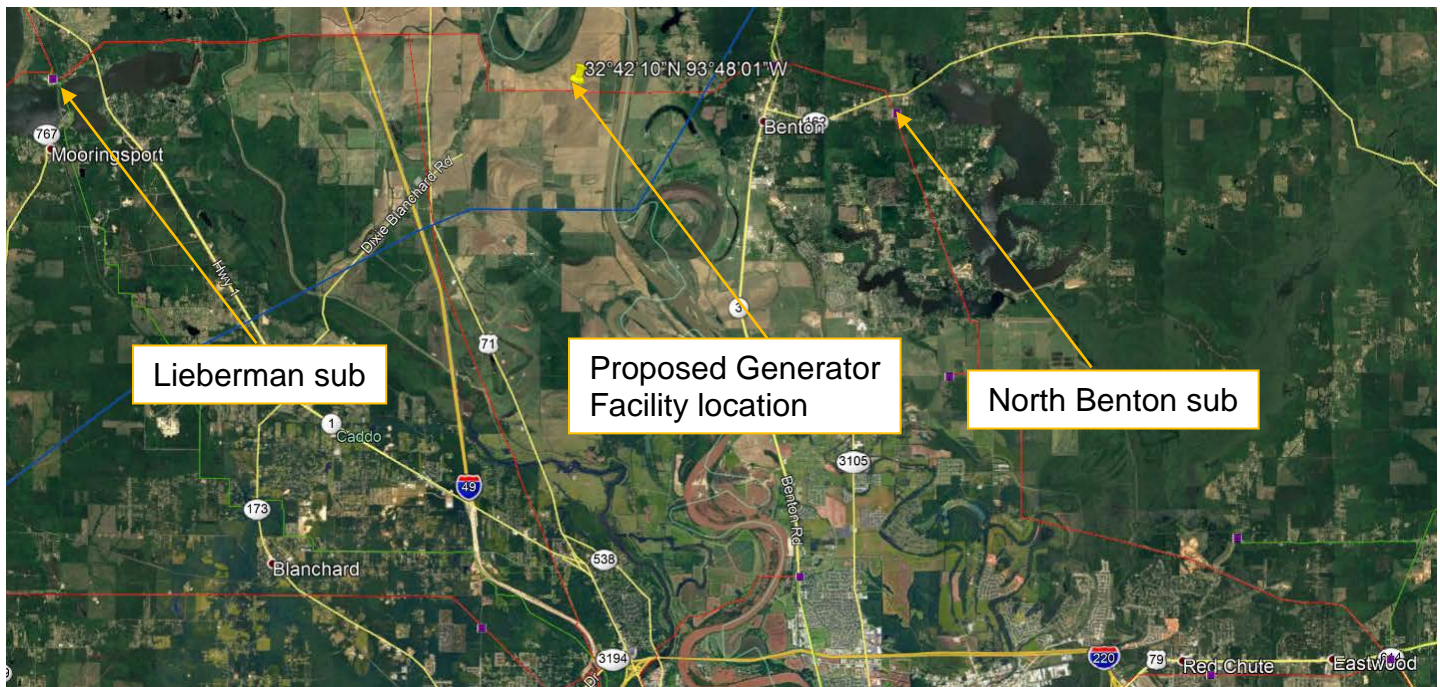 32°42'10"N 93°48'01"W
767
Mooringsport
Benton
162
Dixie Blanchard Rd
Hwy 1
3
71
Lieberman sub
Proposed Generator
Facility location
North Benton sub
1
Caddo
3105
49
173
Benton Rd
538
Blanchard
3194
Dr
220
79
Red Chute
Eastwood